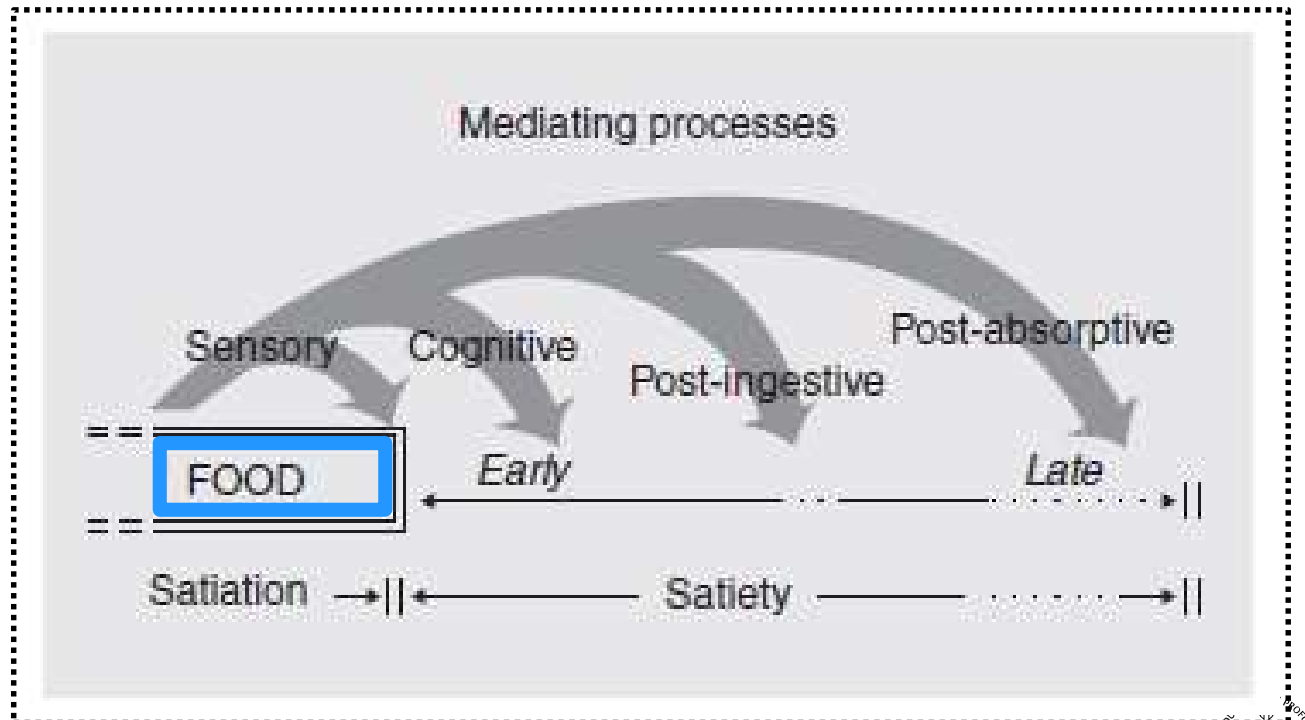 Mediating processes
Sensory Cognitive
Post-absorptive
Post-ingestive
FOOD
Early Late
Satiation Satiety